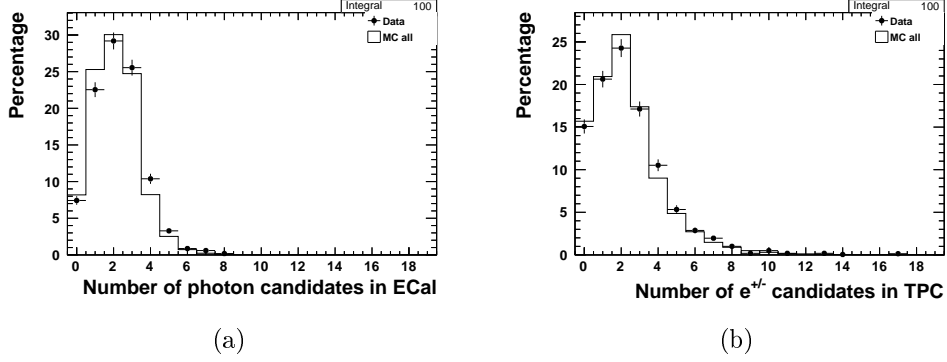 Integral 100
Data
MC all
Percentage
30
25
20
15
10
5
0
0 2 4 6 8 10 12 14 16 18
Number of photon candidates in ECal
(a)
Integral 100
Data
MC all
Percentage
25
20
15
10
5
0
0 2 4 6 8 10 12 14 16 18
Number of e+/- candidates in TPC
(b)